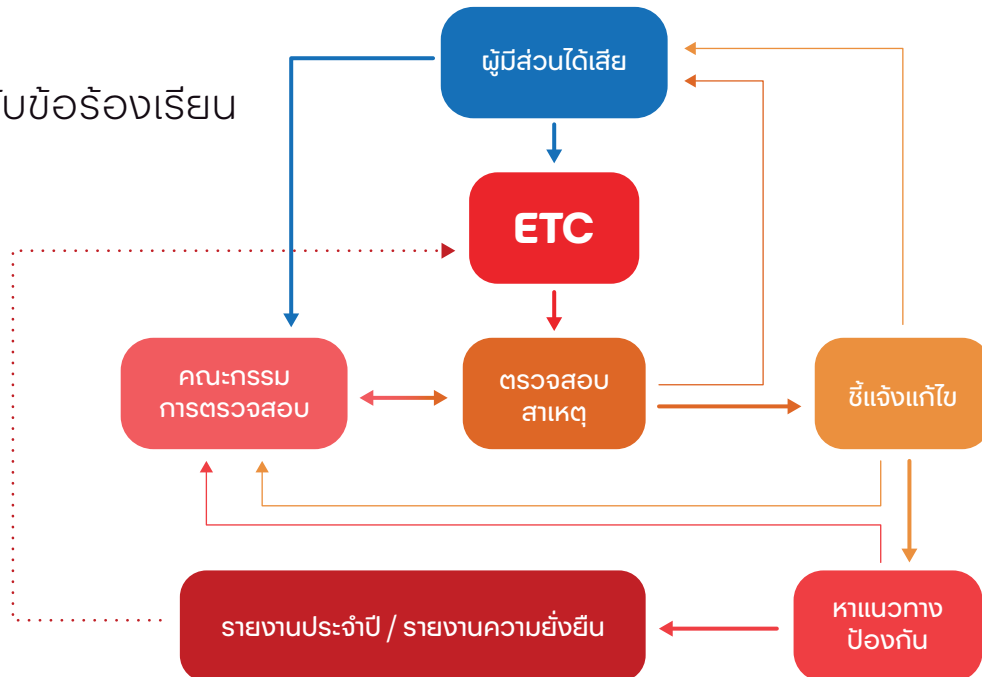 ผู้มีส่วนได้เสีย
ข้อร้องเรียน
ETC
คณะกรรม
การตรวจสอบ
ตรวจสอบ
สาเหตุ
ชี้แจ้งแก้ไข
รายงานประจำปี / รายงานความยั่งยืน
หาแนวทาง
ป้องกัน